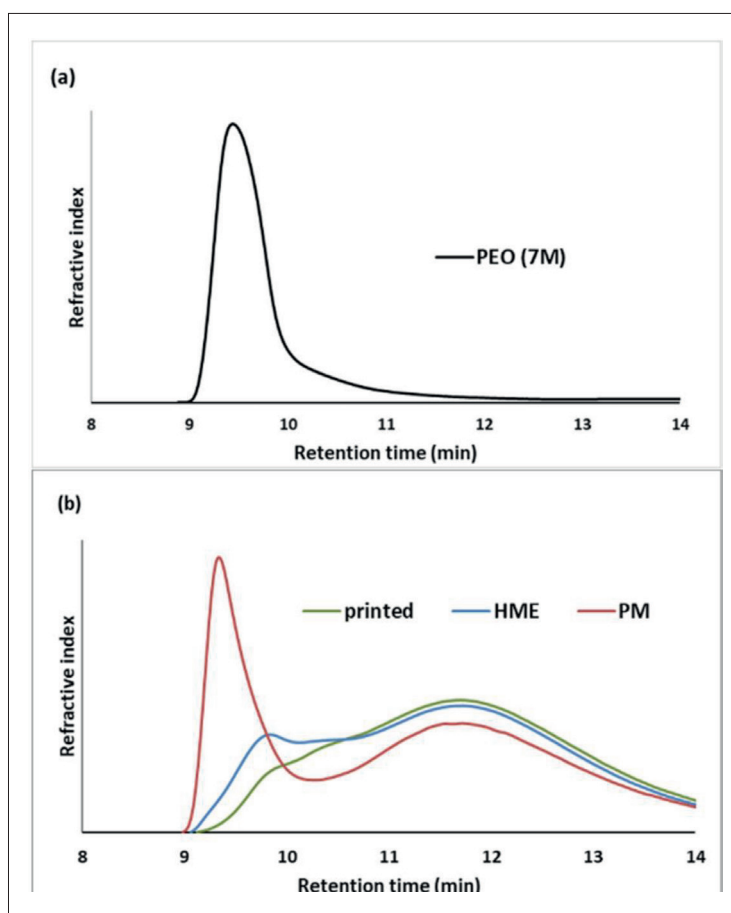 (a)
Refractive index
PEO (7M)
8 9 10 11 12 13 14
Retention time (min)
(b)
printed HME PM
Refractive index
8 9 10 11 12 13 14
Retention time (min)